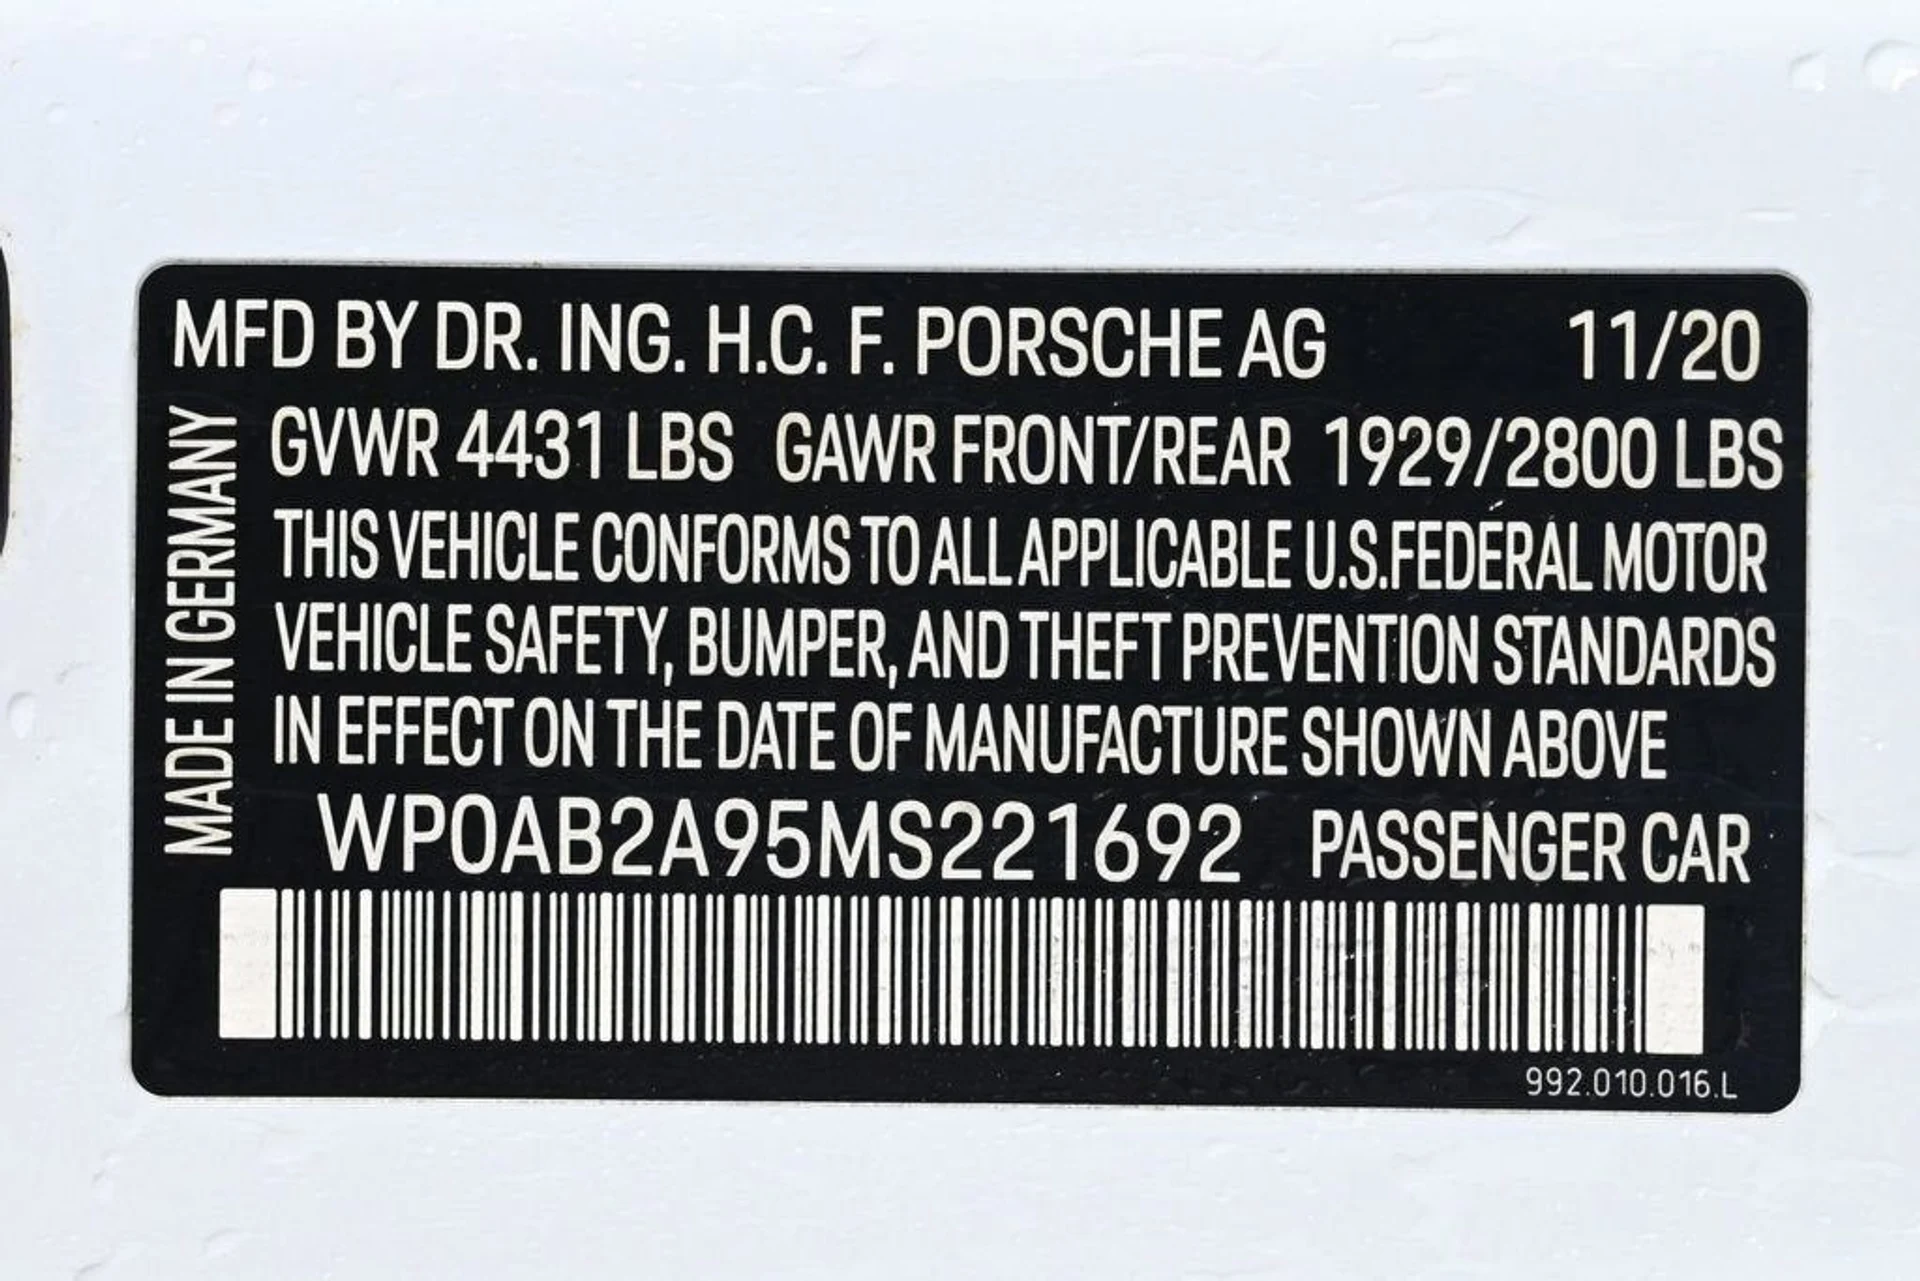 MFD BY DR. ING. H.C. F. PORSCHE AG 11/20
MADE IN GERMANY
GVWR 4431 LBS GAWR FRONT/REAR 1929/2800 LBS
THIS VEHICLE CONFORMS TO ALL APPLICABLE U.S.FEDERAL MOTOR
VEHICLE SAFETY, BUMPER, AND THEFT PREVENTION STANDARDS
IN EFFECT ON THE DATE OF MANUFACTURE SHOWN ABOVE
WP0AB2A95MS221692 PASSENGER CAR
992.010.016.L